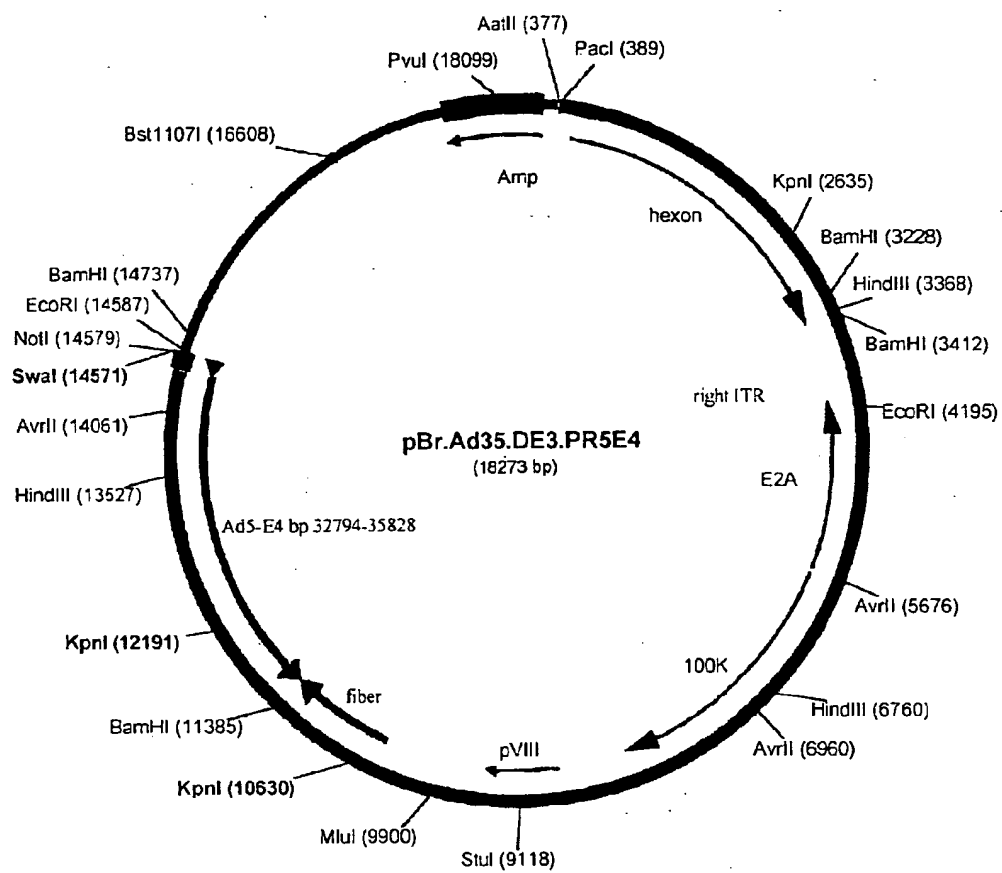 AatII (377)
PacI (389)
PvuI (18099)
Bst1107I (16608)
Amp
hexon
KpnI (2635)
BamHI (3228)
HindIII (3368)
BamHI (3412)
BamHI (14737)
EcoRI (14587)
NotI (14579)
SwaI (14571)
AvrII (14061)
HindIII (13527)
right ITR
EcoRI (4195)
pBr.Ad35.DE3.PR5E4
(18273 bp)
E2A
Ad5-E4 bp 32794-35828
AvrII (5676)
KpnI (12191)
100K
fiber
HindIII (6760)
BamHI (11385)
AvrII (6960)
pVIII
KpnI (10630)
MluI (9900)
StuI (9118)